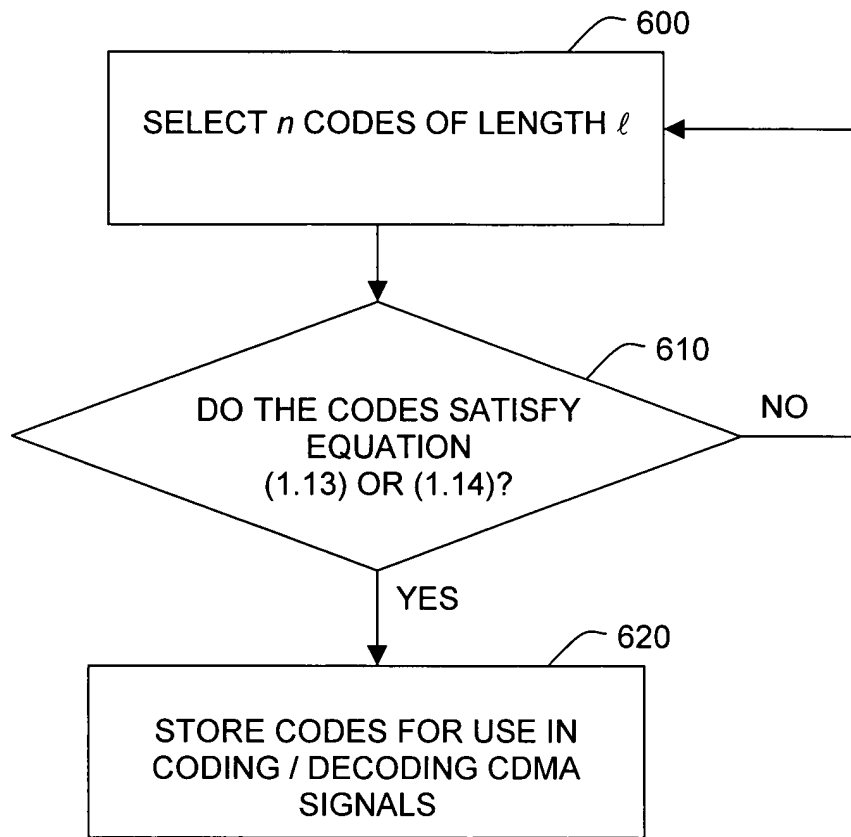 600
SELECT n CODES OF LENGTH ℓ
610
DO THE CODES SATISFY
EQUATION
(1.13) OR (1.14)?
NO
YES
620
STORE CODES FOR USE IN
CODING / DECODING CDMA
SIGNALS